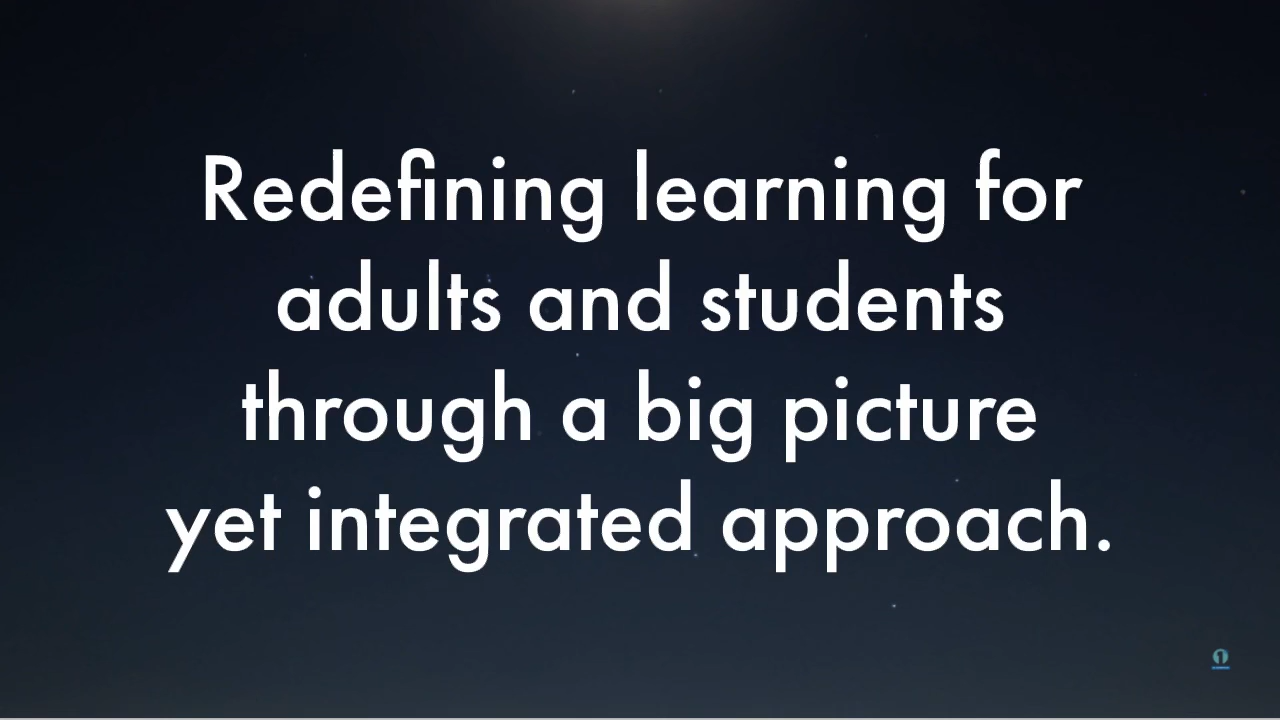 Redefining learning for
adults and students
through a big picture
yet integrated approach.